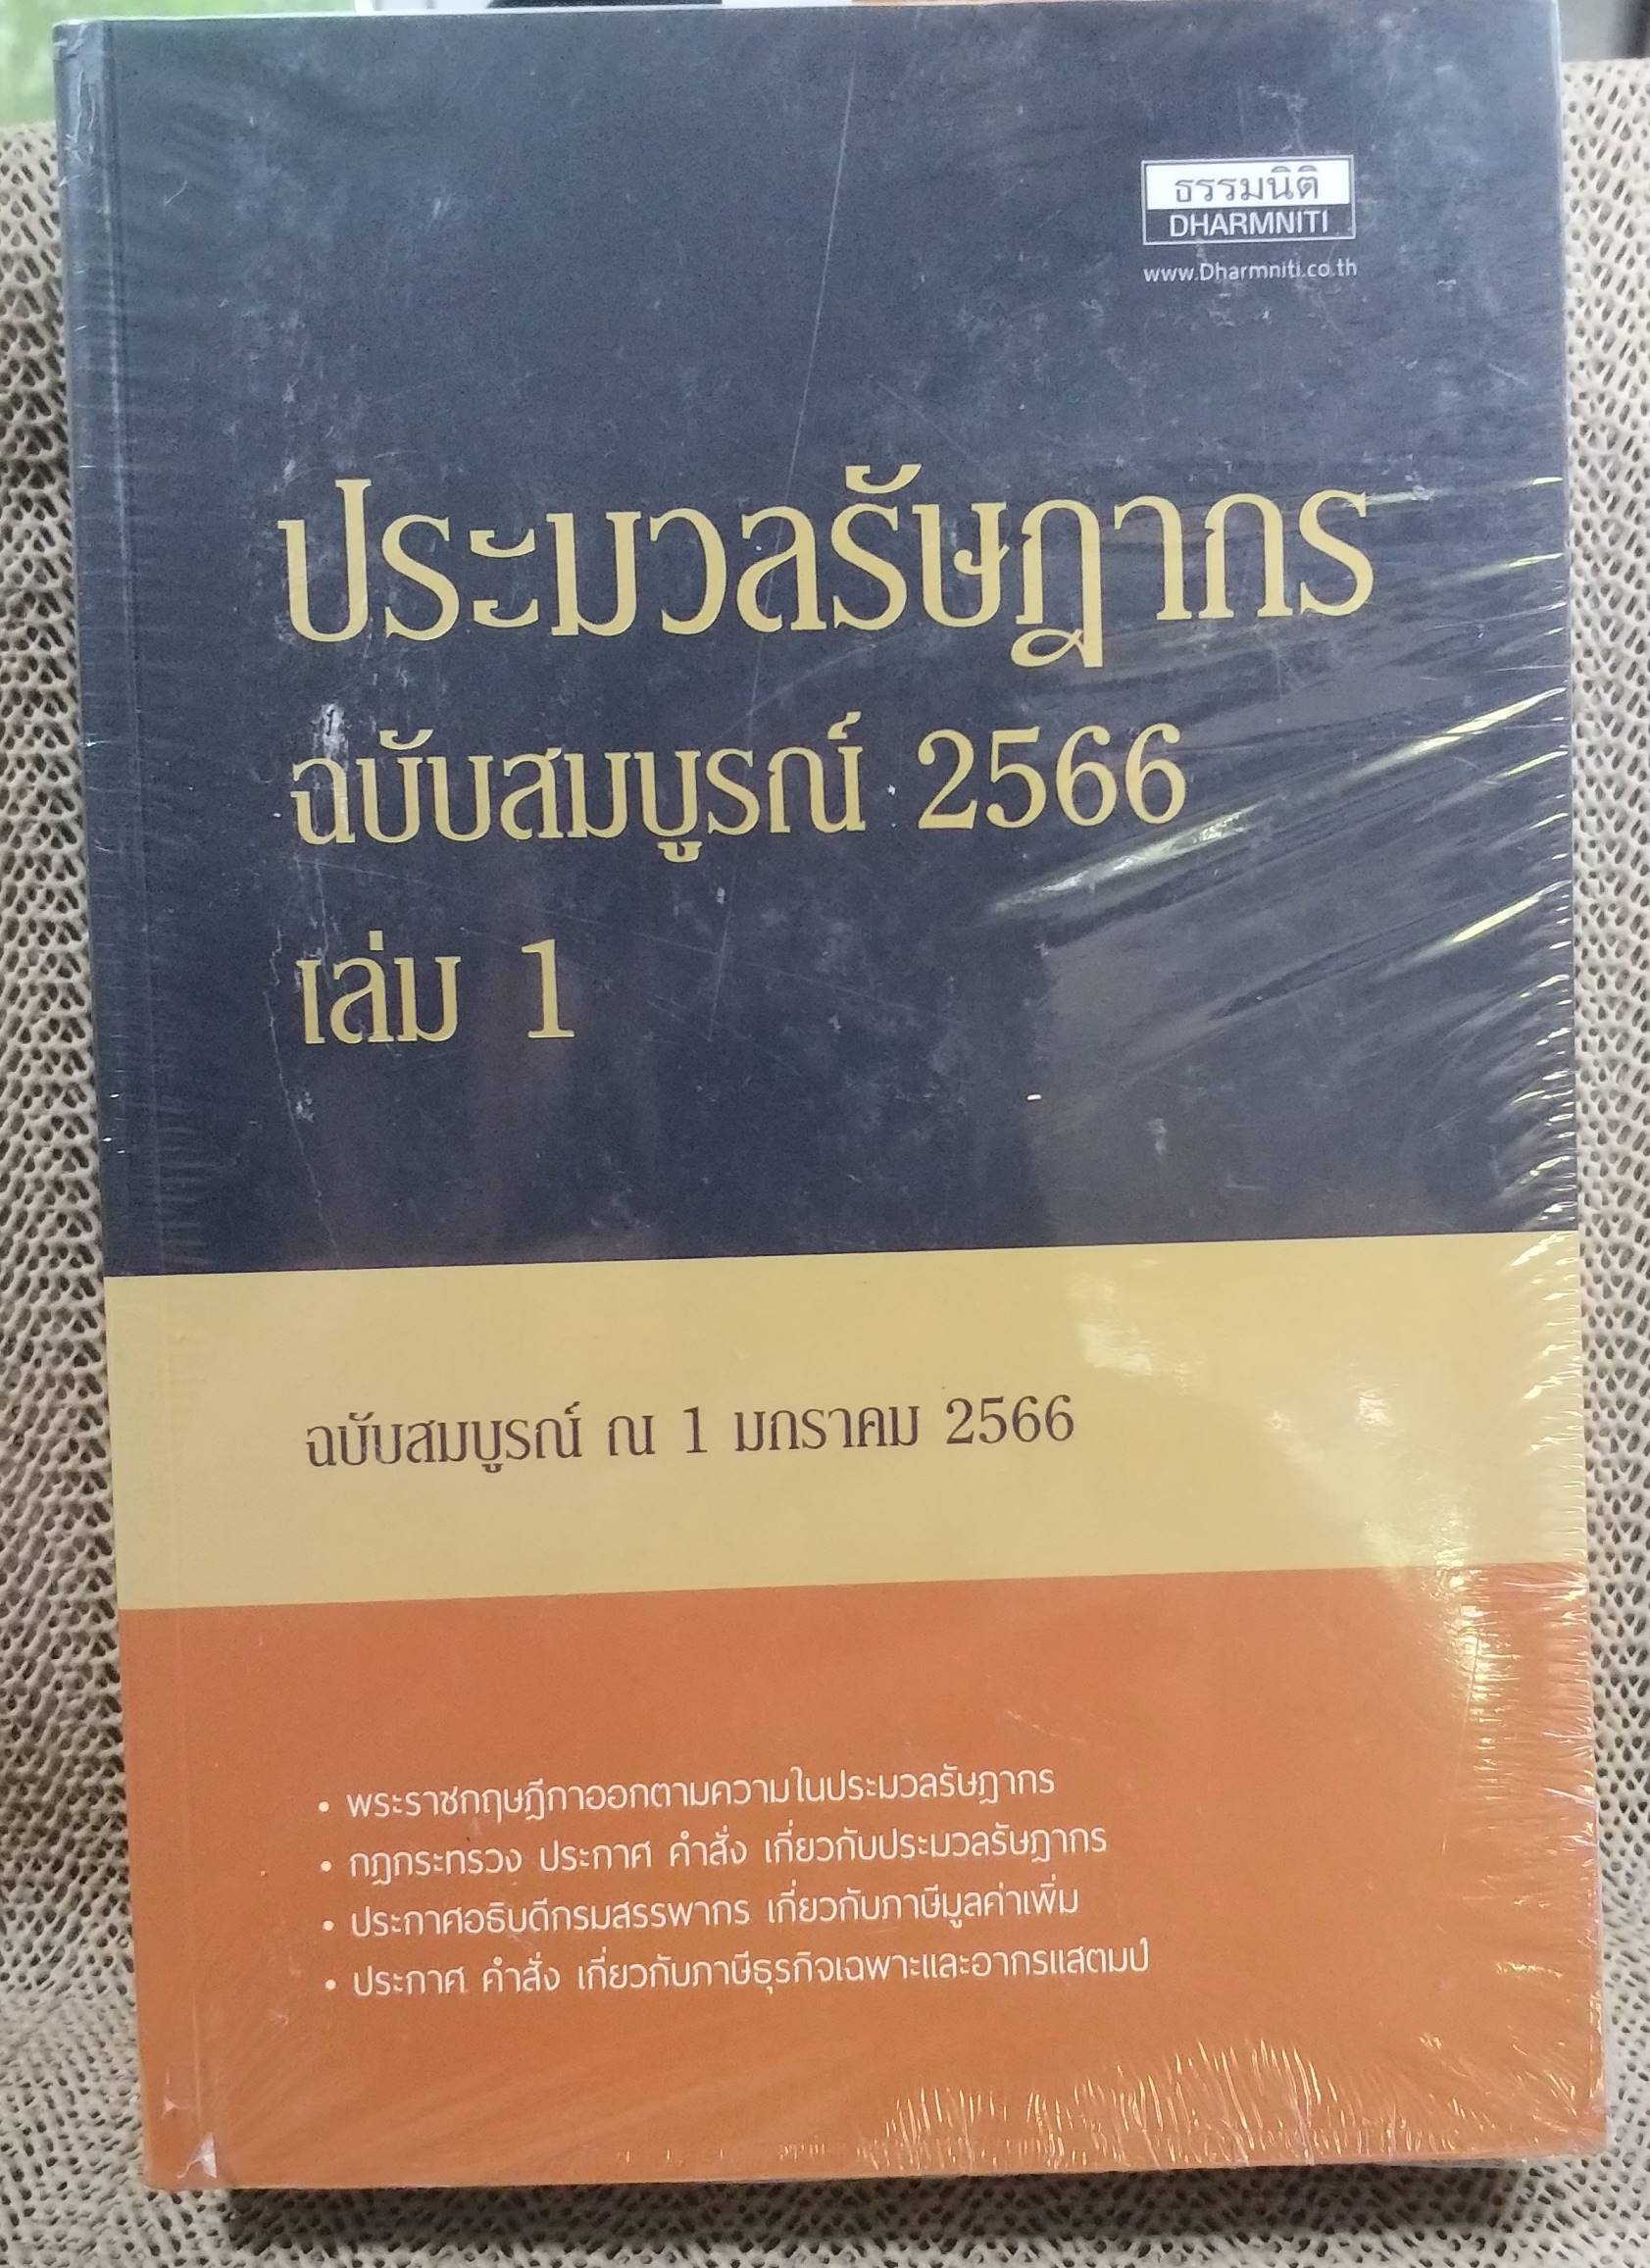 ธรรมนิติ
DHARMNITI
www.Dharmniti.co.th
ประมวลรัษฎากร
ฉบับสมบูรณ์ 2566
เล่ม 1
ฉบับสมบูรณ์ ณ 1 มกราคม 2566
• พระราชกฤษฎีกาออกตามความในประมวลรัษฎากร
• กฎกระทรวง ประกาศ คำสั่ง เกี่ยวกับประมวลรัษฎากร
• ประกาศอธิบดีกรมสรรพากร เกี่ยวกับภาษีมูลค่าเพิ่ม
• ประกาศ คำสั่ง เกี่ยวกับภาษีธุรกิจเฉพาะและอากรแสตมป์